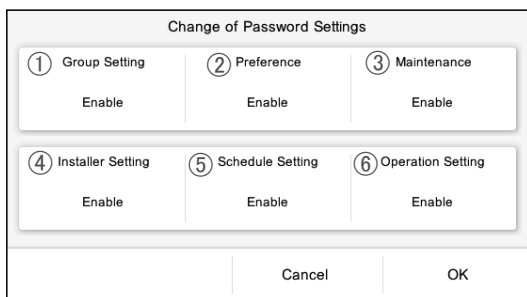 Change of Password Settings
① Group Setting ② Preference ③ Maintenance
Enable Enable Enable
④ Installer Setting ⑤ Schedule Setting ⑥ Operation Setting
Enable Enable Enable
Cancel OK